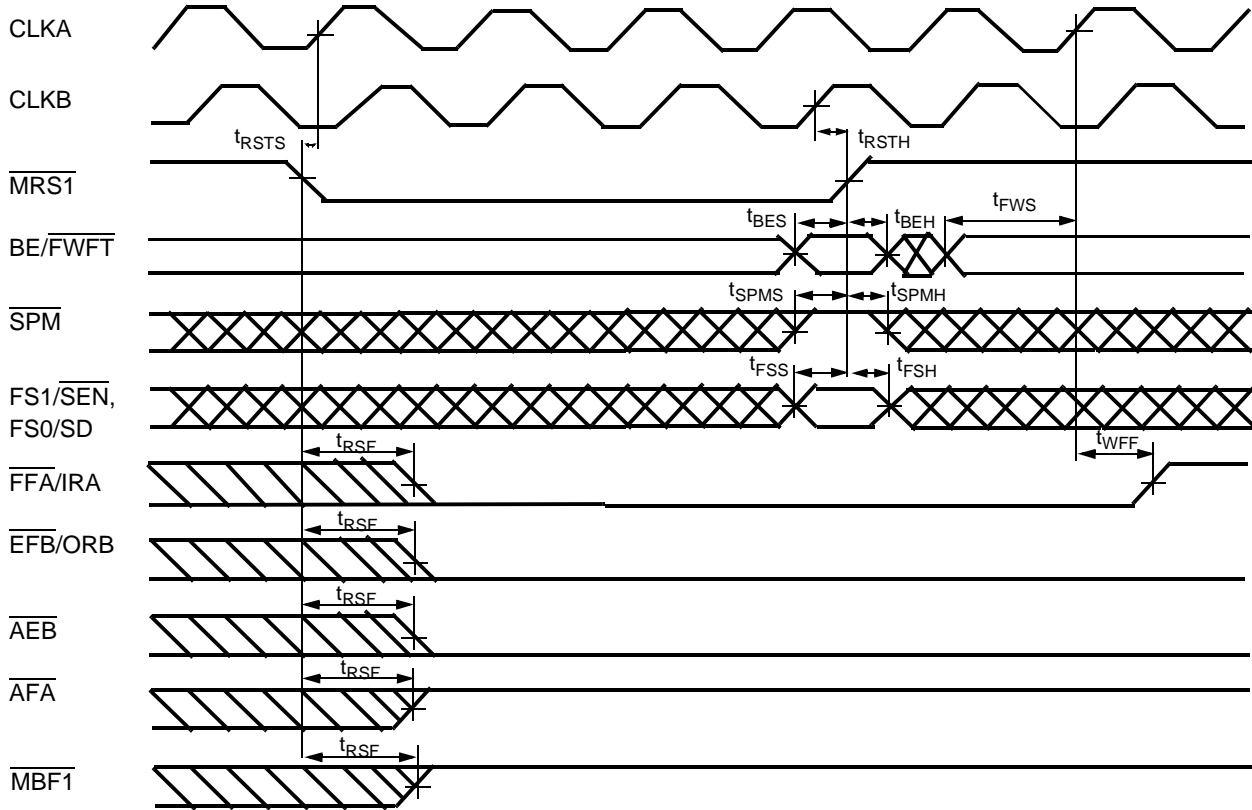 CLKA
CLKB
tRSTS
tRSTH
MRS1
tFWS
tBES
tBEH
BE/FWFT
tSPMS
tSPMH
SPM
tFSS
tFSH
FS1/SEN,
FS0/SD
tRSF
tWFF
FFA/IRA
tRSF
EFB/ORB
tRSF
AEB
tRSF
AFA
tRSF
MBF1